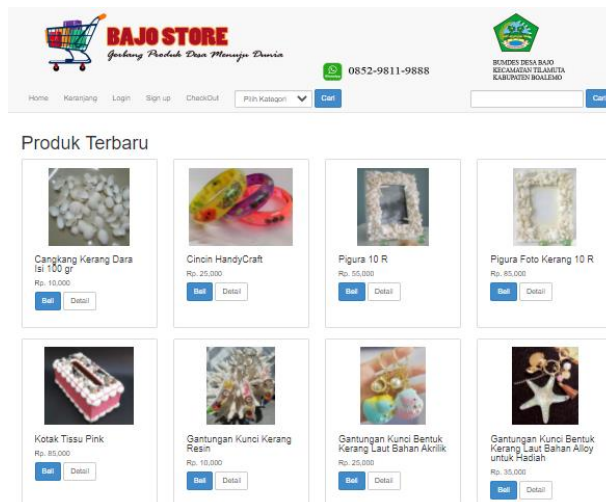 BAJO STORE
Gerbang Produk Desa Menuju Dunia
0852-9811-9888
BUMDES DESA BAJO
KECAMATAN TILAMUTA
KABUPATEN BOALEMO
Home Keranjang Login Sign up CheckOut Pilih Kategori Cari Cari
Produk Terbaru
Cangkang Kerang Dara
Isi 100 gr
Rp. 10,000
Beli Detail
Cincin HandyCraft
Rp. 25,000
Beli Detail
Pigura 10 R
Rp. 55,000
Beli Detail
Pigura Foto Kerang 10 R
Rp. 85,000
Beli Detail
Kotak Tissu Pink
Rp. 85,000
Beli Detail
Gantungan Kunci Kerang
Resin
Rp. 10,000
Beli Detail
Gantungan Kunci Bentuk
Kerang Laut Bahan Akrilik
Rp. 25,000
Beli Detail
Gantungan Kunci Bentuk
Kerang Laut Bahan Alloy
untuk Hadiah
Rp. 35,000
Beli Detail